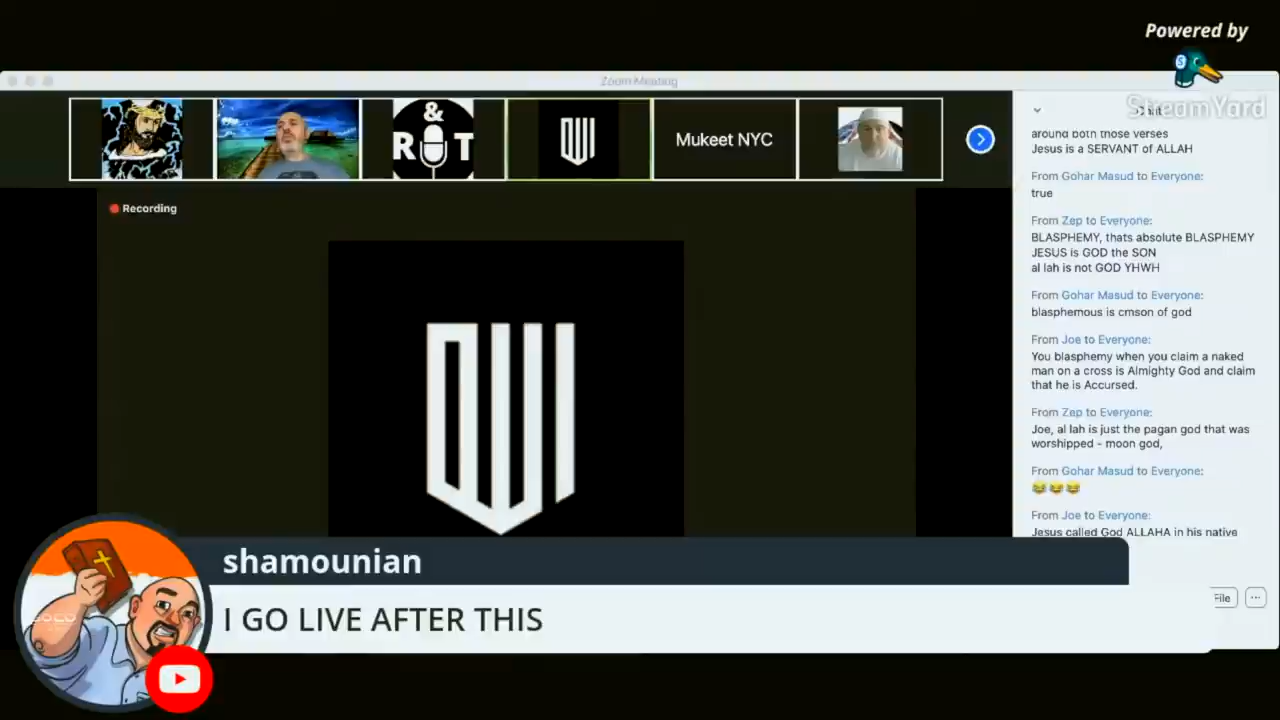 Powered by
StreamYard
Zoom Meeting
& 
R T
Mukeet NYC
Recording
around both those verses
Jesus is a SERVANT of ALLAH
From Gohar Masud to Everyone:
true
From Zep to Everyone:
BLASPHEMY, thats absolute BLASPHEMY
JESUS is GOD the SON
al lah is not GOD YHWH
From Gohar Masud to Everyone:
blasphemous is cmson of god
From Joe to Everyone:
You blasphemy when you claim a naked
man on a cross is Almighty God and claim
that he is Accursed.
From Zep to Everyone:
Joe, al lah is just the pagan god that was
worshipped - moon god,
From Gohar Masud to Everyone:
😂😂😂
From Joe to Everyone:
Jesus called God ALLAHA in his native
File
shamounian
I GO LIVE AFTER THIS